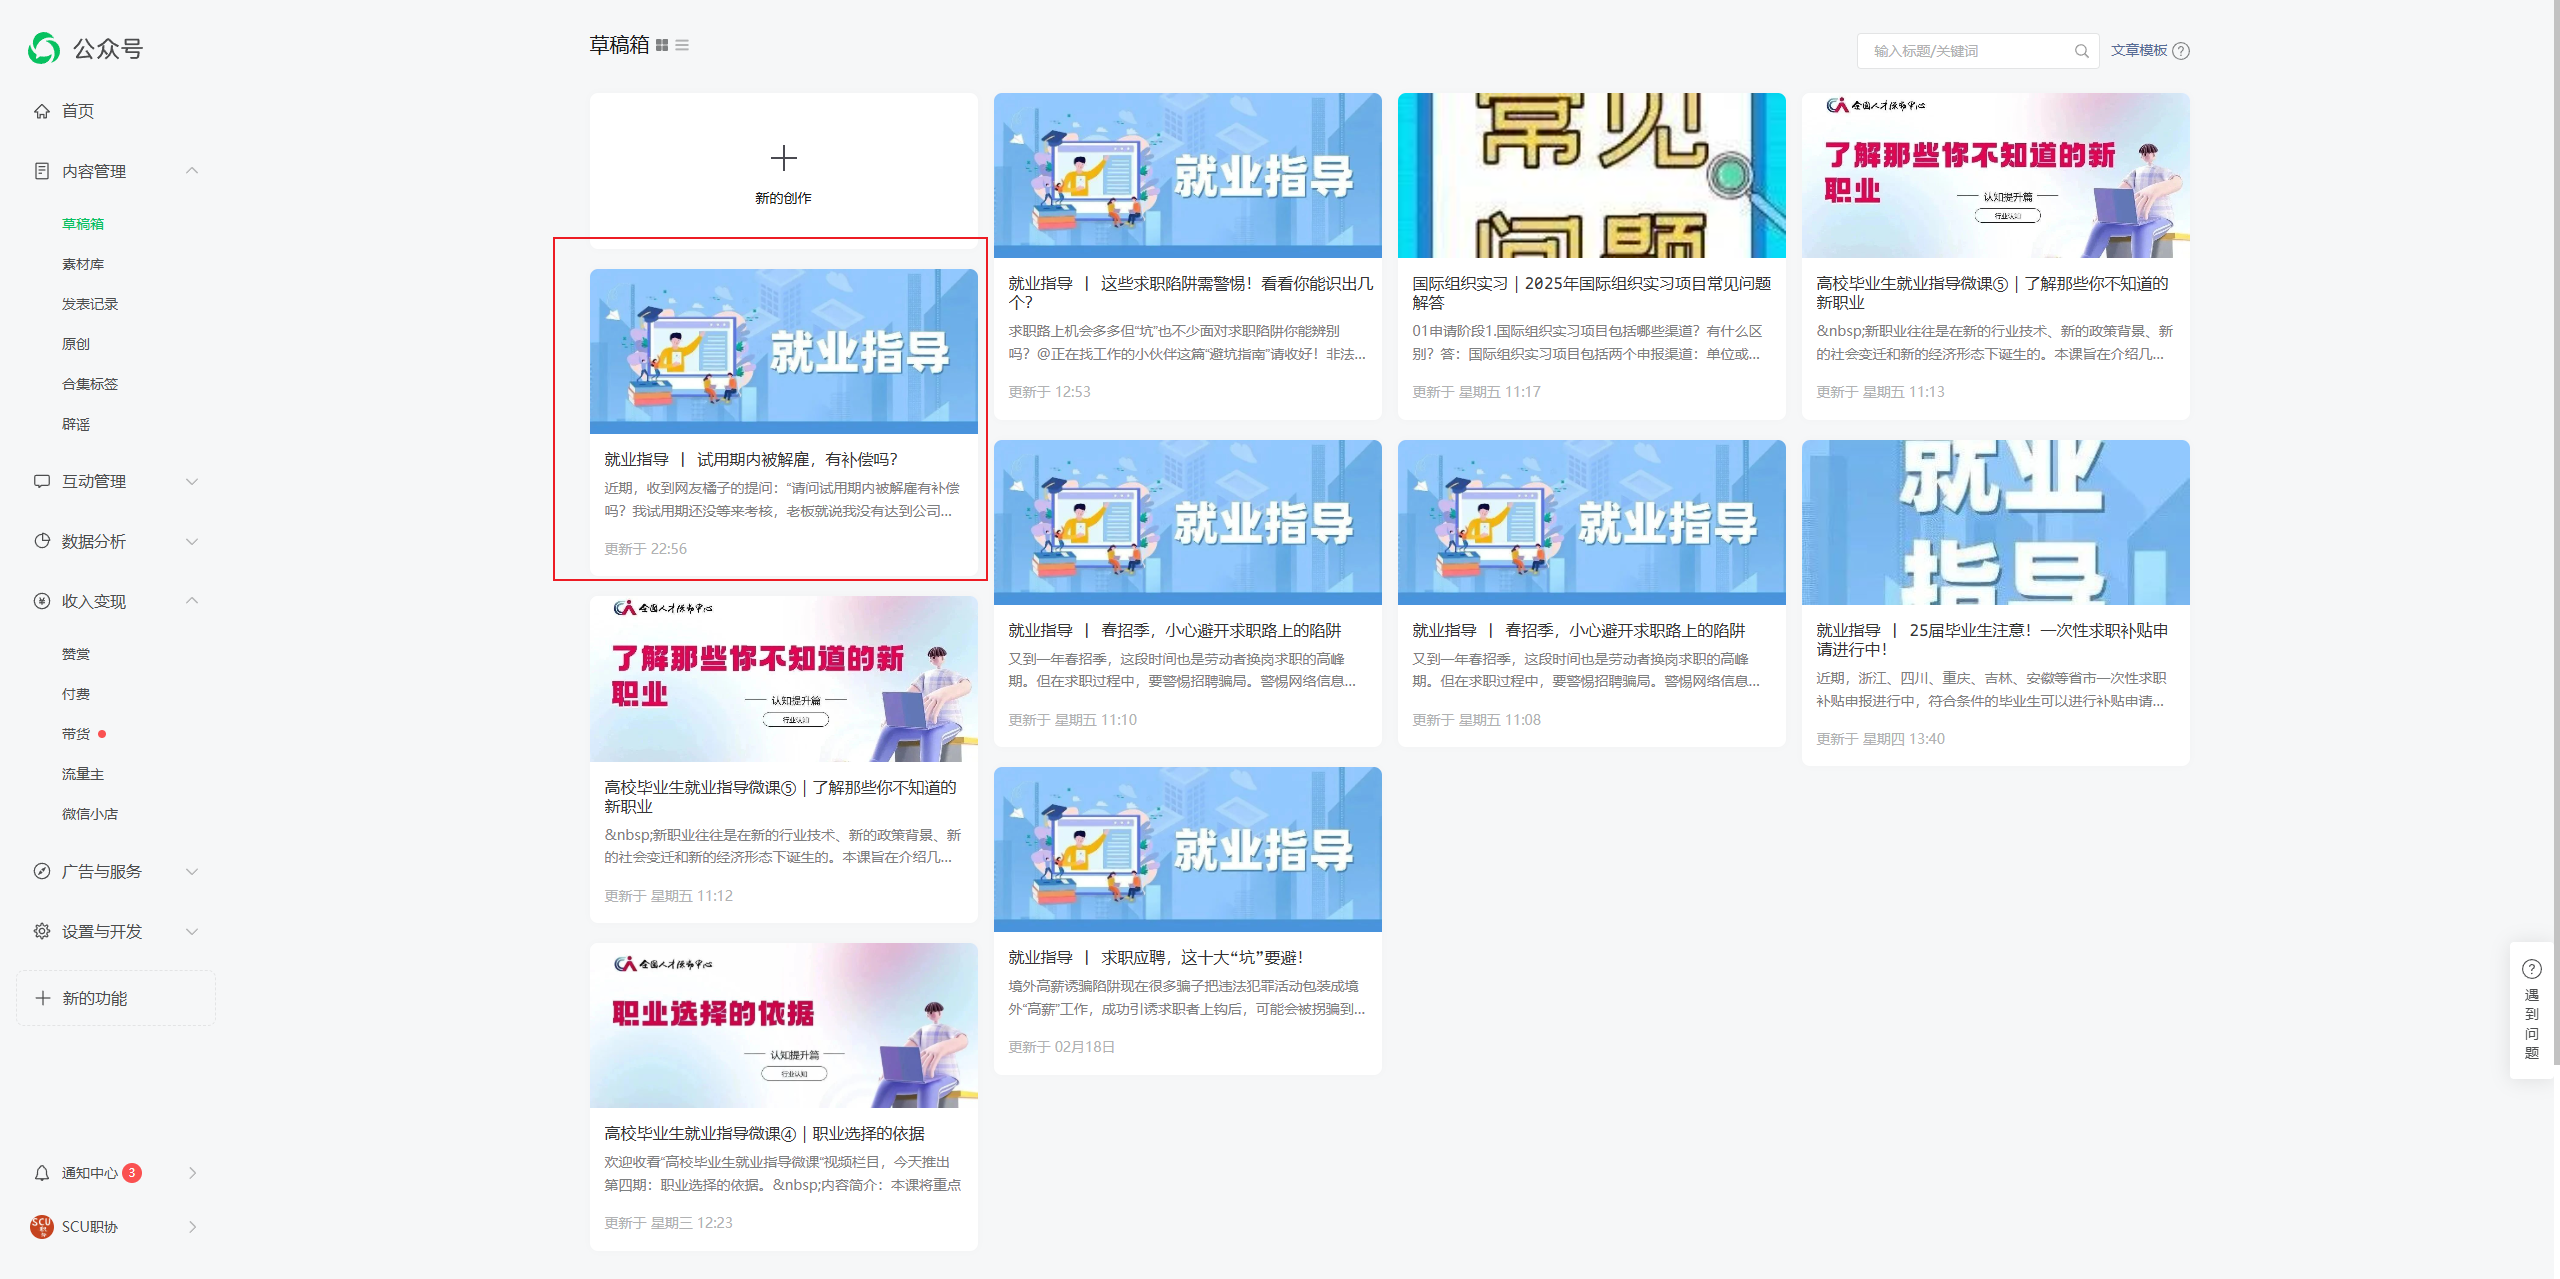 公众号
首页
内容管理
草稿箱
素材库
发表记录
原创
合集标签
辟谣
互动管理
数据分析
收入变现
赞赏
付费
带货
流量主
微信小店
广告与服务
设置与开发
新的功能
通知中心 3
SCU职协
草稿箱
输入标题/关键词
文章模板
新的创作
就业指导
就业指导 丨 试用期内被解雇，有补偿吗？
近期，收到网友橘子的提问：“请问试用期内被解雇有补偿
吗？我试用期还没等来考核，老板就说我没有达到公司...
更新于 22:56
全国人才服务中心
了解那些你不知道的新
职业
认知提升篇
行业认知
高校毕业生就业指导微课⑤｜了解那些你不知道的
新职业
&nbsp;新职业往往是在新的行业技术、新的政策背景、新
的社会变迁和新的经济形态下诞生的。本课旨在介绍几...
更新于 星期五 11:12
全国人才服务中心
职业选择的依据
认知提升篇
行业认知
高校毕业生就业指导微课④｜职业选择的依据
欢迎收看“高校毕业生就业指导微课“视频栏目，今天推出
第四期：职业选择的依据。&nbsp;内容简介：本课将重点
更新于 星期三 12:23
就业指导
就业指导 丨 这些求职陷阱需警惕！看看你能识出几
个？
求职路上机会多多但“坑”也不少面对求职陷阱你能辨别
吗？@正在找工作的小伙伴这篇“避坑指南”请收好！非法...
更新于 12:53
就业指导
就业指导 丨 春招季，小心避开求职路上的陷阱
又到一年春招季，这段时间也是劳动者换岗求职的高峰
期。但在求职过程中，要警惕招聘骗局。警惕网络信息...
更新于 星期五 11:10
就业指导
就业指导 丨 求职应聘，这十大“坑”要避！
境外高薪诱骗陷阱现在很多骗子把违法犯罪活动包装成境
外“高薪”工作，成功引诱求职者上钩后，可能会被拐骗到...
更新于 02月18日
常见
问题
国际组织实习｜2025年国际组织实习项目常见问题
解答
01申请阶段1.国际组织实习项目包括哪些渠道？有什么区
别？答：国际组织实习项目包括两个申报渠道：单位或...
更新于 星期五 11:17
就业指导
就业指导 丨 春招季，小心避开求职路上的陷阱
又到一年春招季，这段时间也是劳动者换岗求职的高峰
期。但在求职过程中，要警惕招聘骗局。警惕网络信息...
更新于 星期五 11:08
全国人才服务中心
了解那些你不知道的新
职业
认知提升篇
行业认知
高校毕业生就业指导微课⑤｜了解那些你不知道的
新职业
&nbsp;新职业往往是在新的行业技术、新的政策背景、新
的社会变迁和新的经济形态下诞生的。本课旨在介绍几...
更新于 星期五 11:13
就业
指导
就业指导 丨 25届毕业生注意！一次性求职补贴申
请进行中！
近期，浙江、四川、重庆、吉林、安徽等省市一次性求职
补贴申报进行中，符合条件的毕业生可以进行补贴申请...
更新于 星期四 13:40
遇
到
问
题